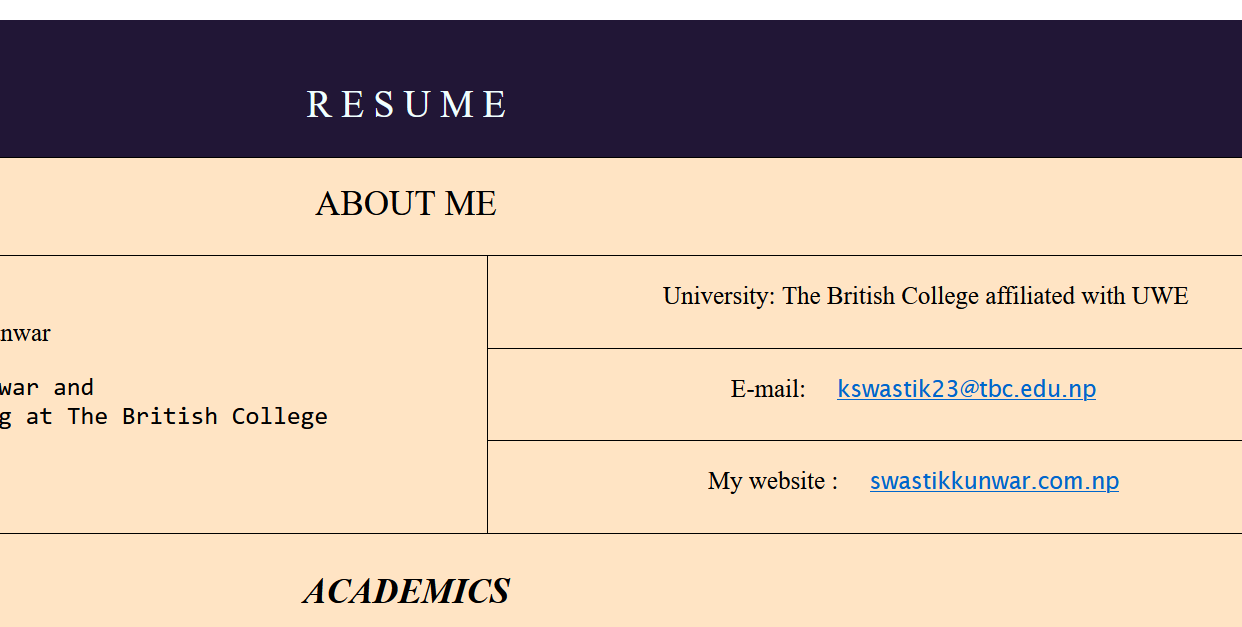 R E S U M E
ABOUT ME
nwar
war and
g at The British College
University: The British College affiliated with UWE
E-mail: kswastik23@tbc.edu.np
My website : swastikkunwar.com.np
ACADEMICS